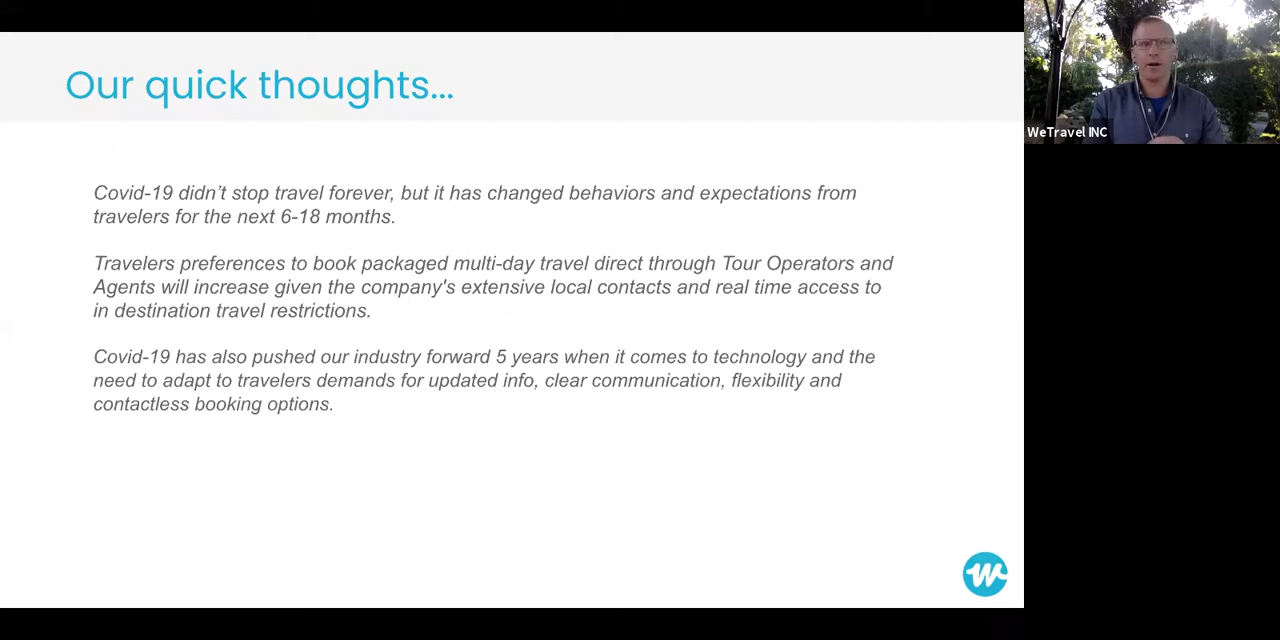 Our quick thoughts...
WeTravel INC
Covid-19 didn't stop travel forever, but it has changed behaviors and expectations from
travelers for the next 6-18 months.
Travelers preferences to book packaged multi-day travel direct through Tour Operators and
Agents will increase given the company's extensive local contacts and real time access to
in destination travel restrictions.
Covid-19 has also pushed our industry forward 5 years when it comes to technology and the
need to adapt to travelers demands for updated info, clear communication, flexibility and
contactless booking options.